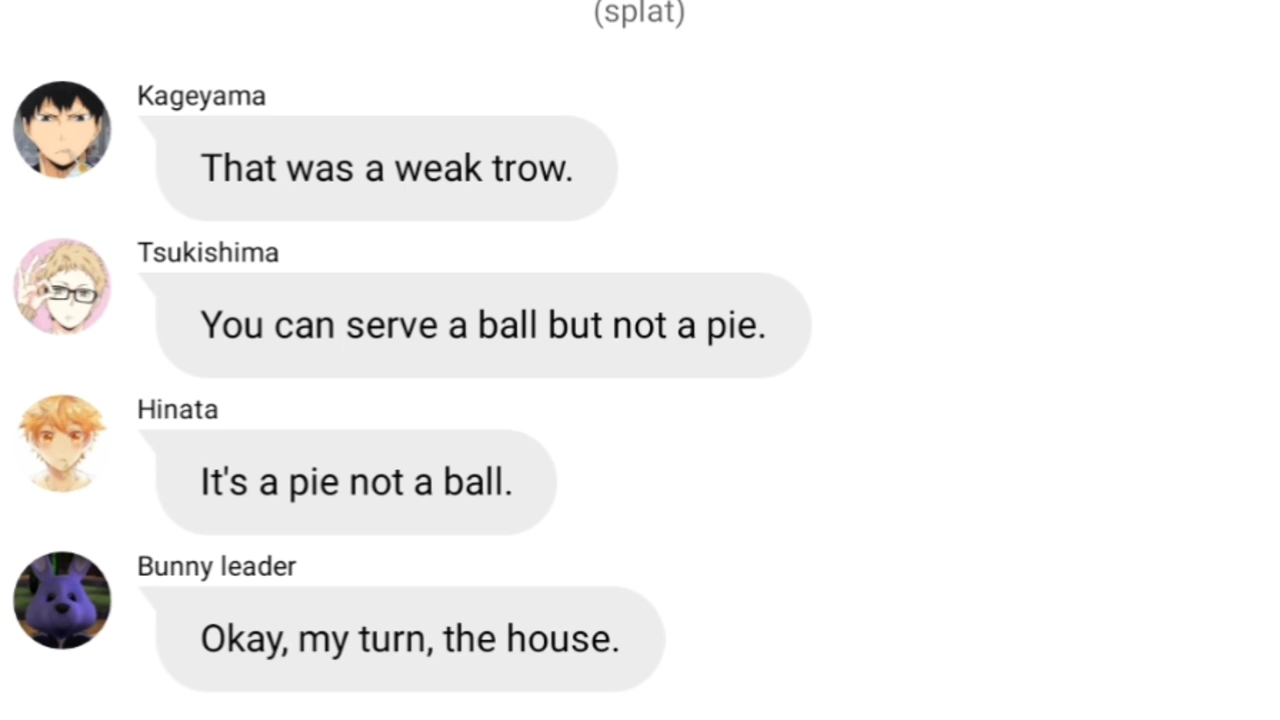 (splat)
Kageyama
That was a weak trow.
Tsukishima
You can serve a ball but not a pie.
Hinata
It's a pie not a ball.
Bunny leader
Okay, my turn, the house.